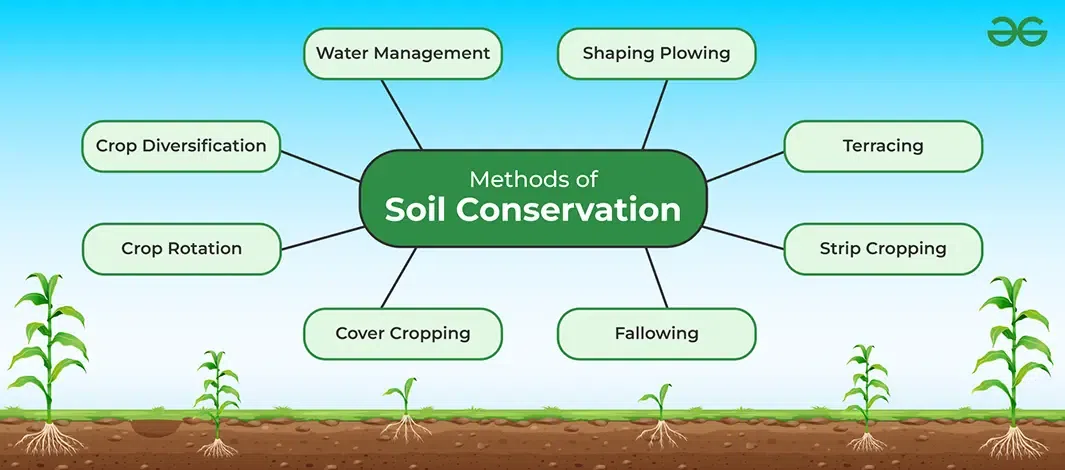 Water Management
Shaping Plowing
Crop Diversification
Terracing
Methods of
Soil Conservation
Crop Rotation
Strip Cropping
Cover Cropping
Fallowing